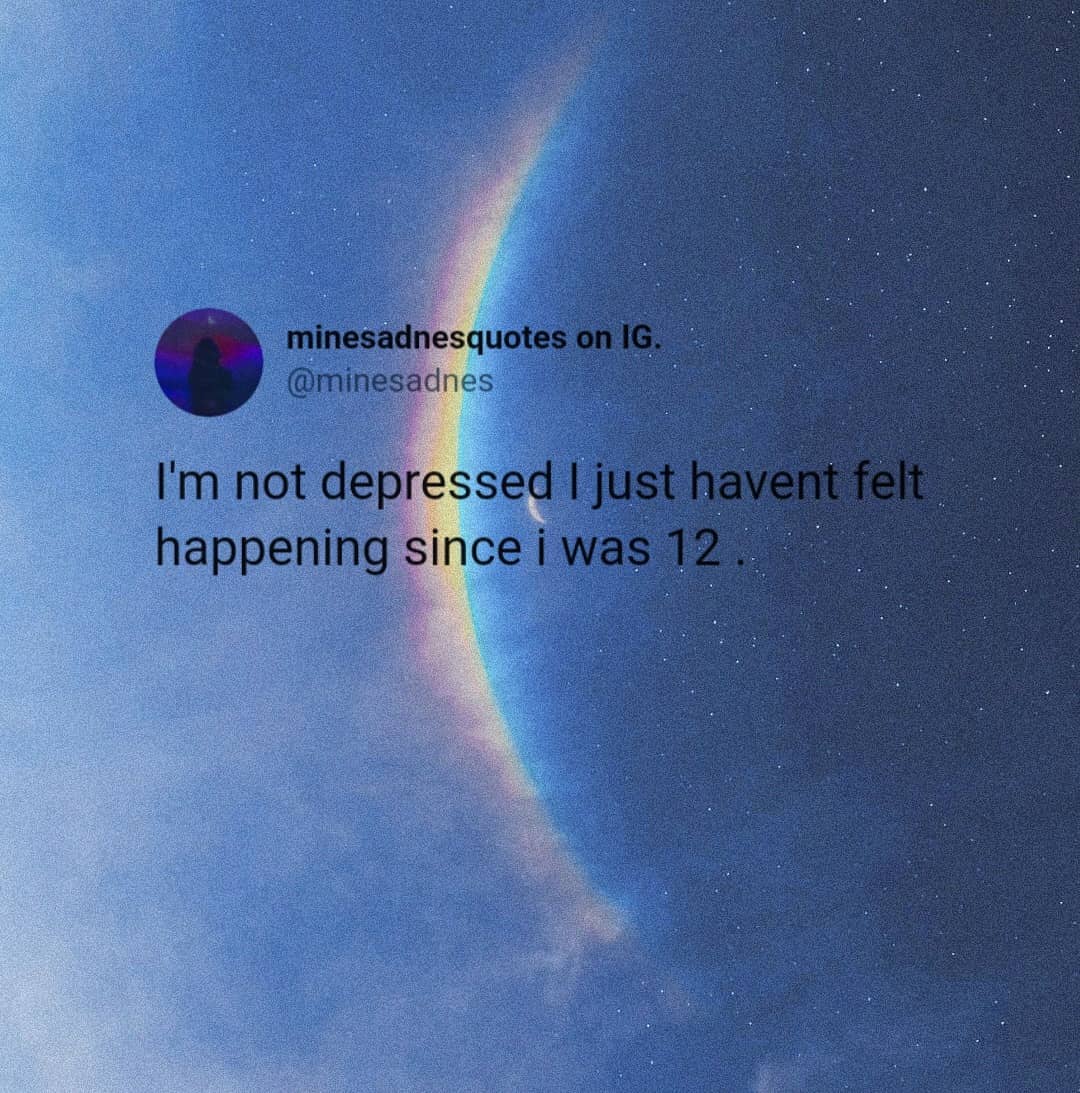 minesadnesquotes on IG.
@minesadnes
I'm not depressed I just havent felt
happening since i was 12 .